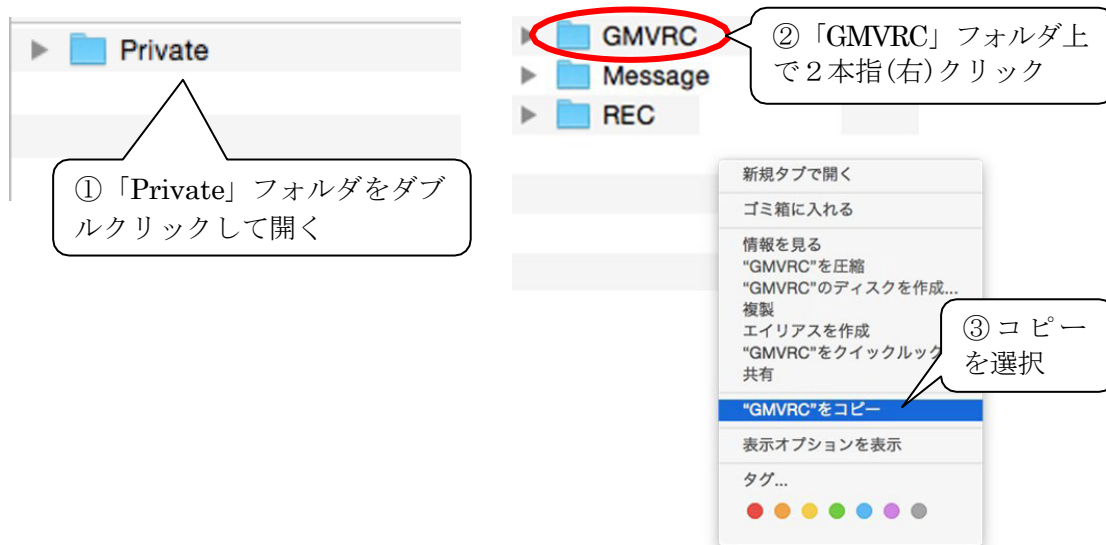 Private
①「Private」フォルダをダブ
ルクリックして開く
GMVRC
Message
REC
②「GMVRC」フォルダ上
で２本指(右)クリック
新規タブで開く
ゴミ箱に入れる
情報を見る
“GMVRC”を圧縮
“GMVRC”のディスクを作成...
複製
エイリアスを作成
“GMVRC”をクイックルック
共有
“GMVRC”をコピー
表示オプションを表示
タグ...
③コピー
を選択